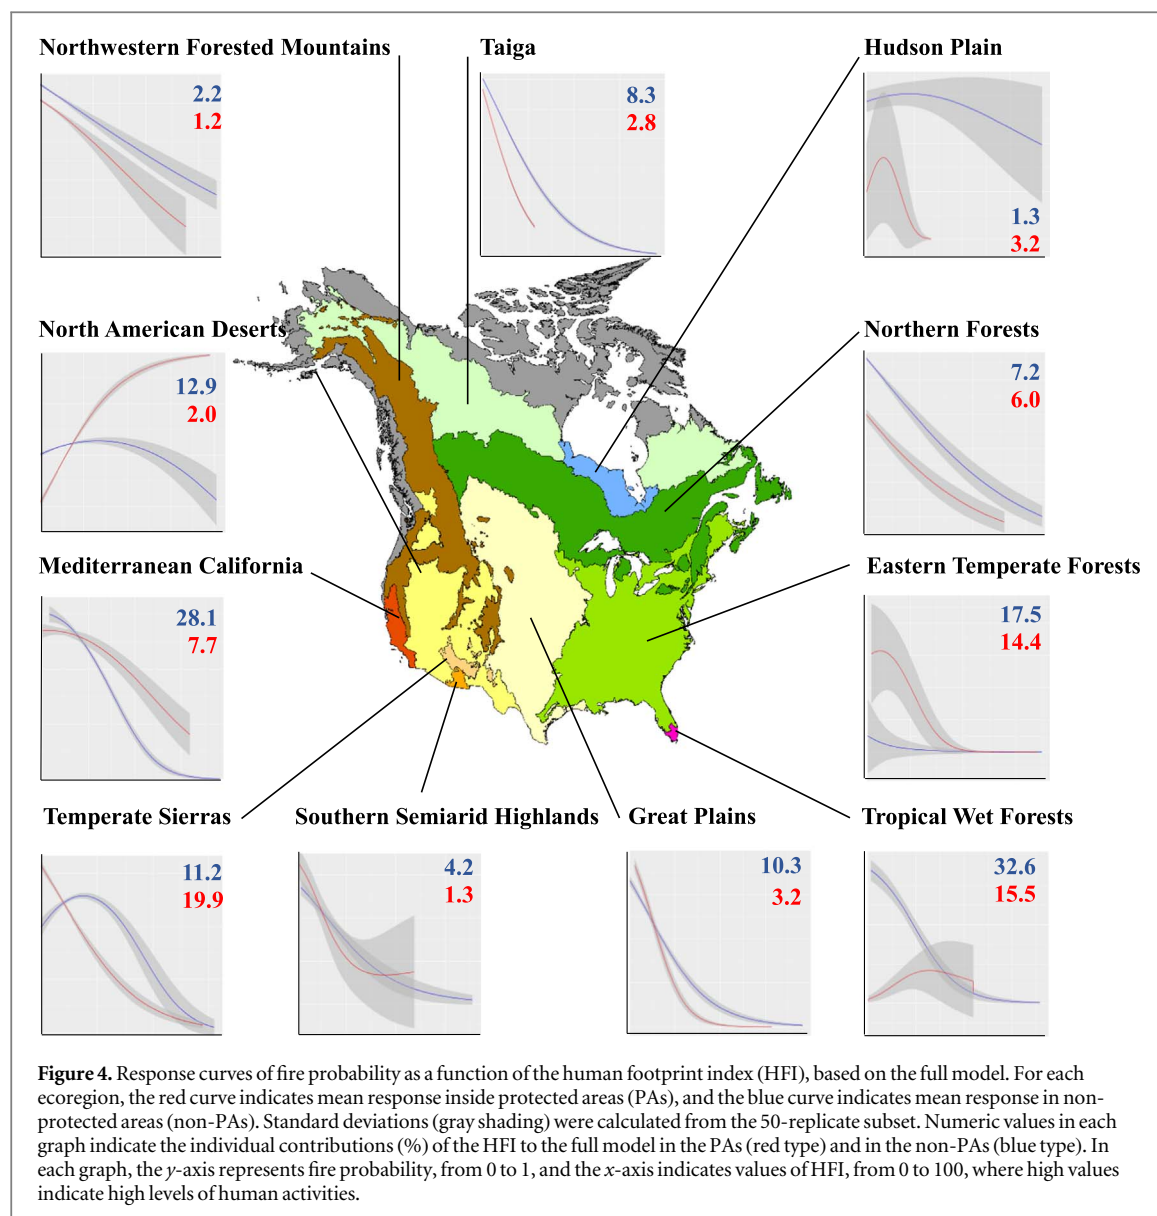 Northwestern Forested Mountains
Taiga
Hudson Plain
2.2
1.2
8.3
2.8
1.3
3.2
North American Deserts
Northern Forests
12.9
2.0
7.2
6.0
Mediterranean California
Eastern Temperate Forests
28.1
7.7
17.5
14.4
Temperate Sierras
Southern Semiarid Highlands
Great Plains
Tropical Wet Forests
11.2
19.9
4.2
1.3
10.3
3.2
32.6
15.5
Figure 4. Response curves of fire probability as a function of the human footprint index (HFI), based on the full model. For each
ecoregion, the red curve indicates mean response inside protected areas (PAs), and the blue curve indicates mean response in non-
protected areas (non-PAs). Standard deviations (gray shading) were calculated from the 50-replicate subset. Numeric values in each
graph indicate the individual contributions (%) of the HFI to the full model in the PAs (red type) and in the non-PAs (blue type). In
each graph, the y-axis represents fire probability, from 0 to 1, and the x-axis indicates values of HFI, from 0 to 100, where high values
indicate high levels of human activities.